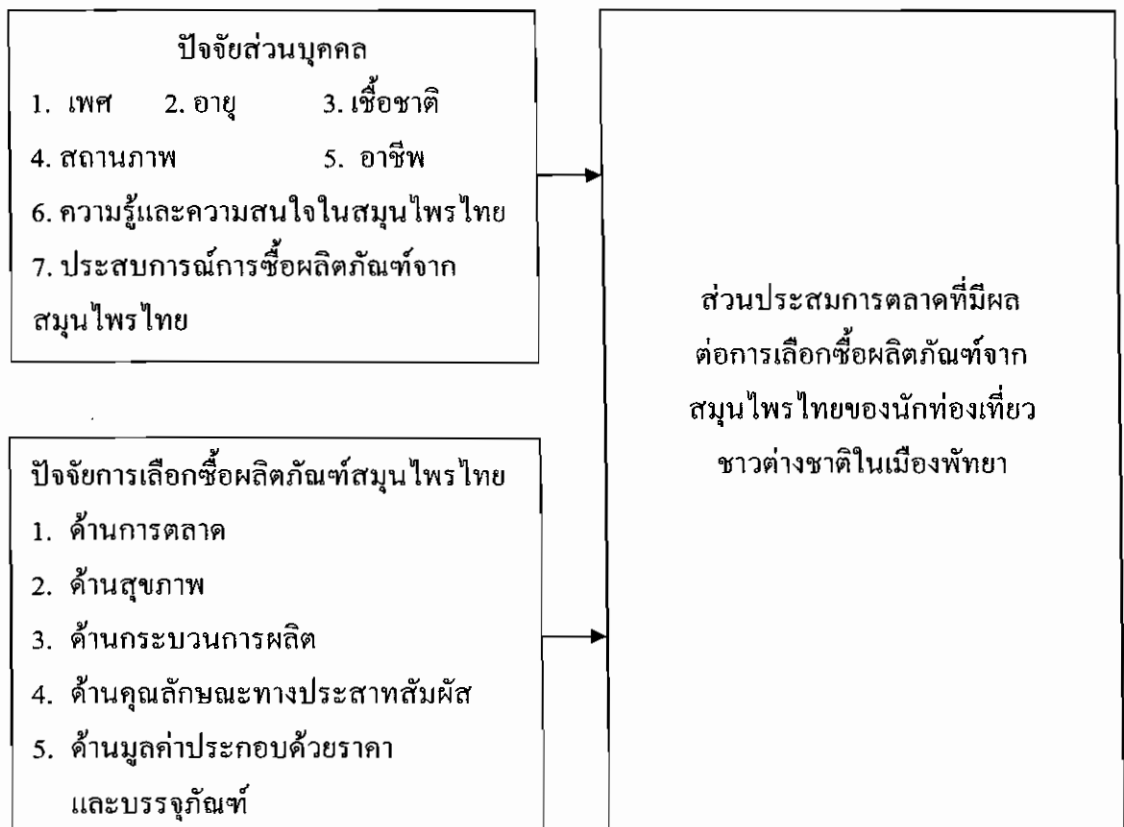 ปัจจัยส่วนบุคคล
1. เพศ 2. อายุ 3. เชื้อชาติ
4. สถานภาพ 5. อาชีพ
6. ความรู้และความสนใจในสมุนไพรไทย
7. ประสบการณ์การซื้อผลิตภัณฑ์จาก
สมุนไพรไทย
ปัจจัยการเลือกซื้อผลิตภัณฑ์สมุนไพรไทย
1. ด้านการตลาด
2. ด้านสุขภาพ
3. ด้านกระบวนการผลิต
4. ด้านคุณลักษณะทางประสาทสัมผัส
5. ด้านมูลค่าประกอบด้วยราคา
และบรรจุภัณฑ์
ส่วนประสมการตลาดที่มีผล
ต่อการเลือกซื้อผลิตภัณฑ์จาก
สมุนไพรไทยของนักท่องเที่ยว
ชาวต่างชาติในเมืองพัทยา